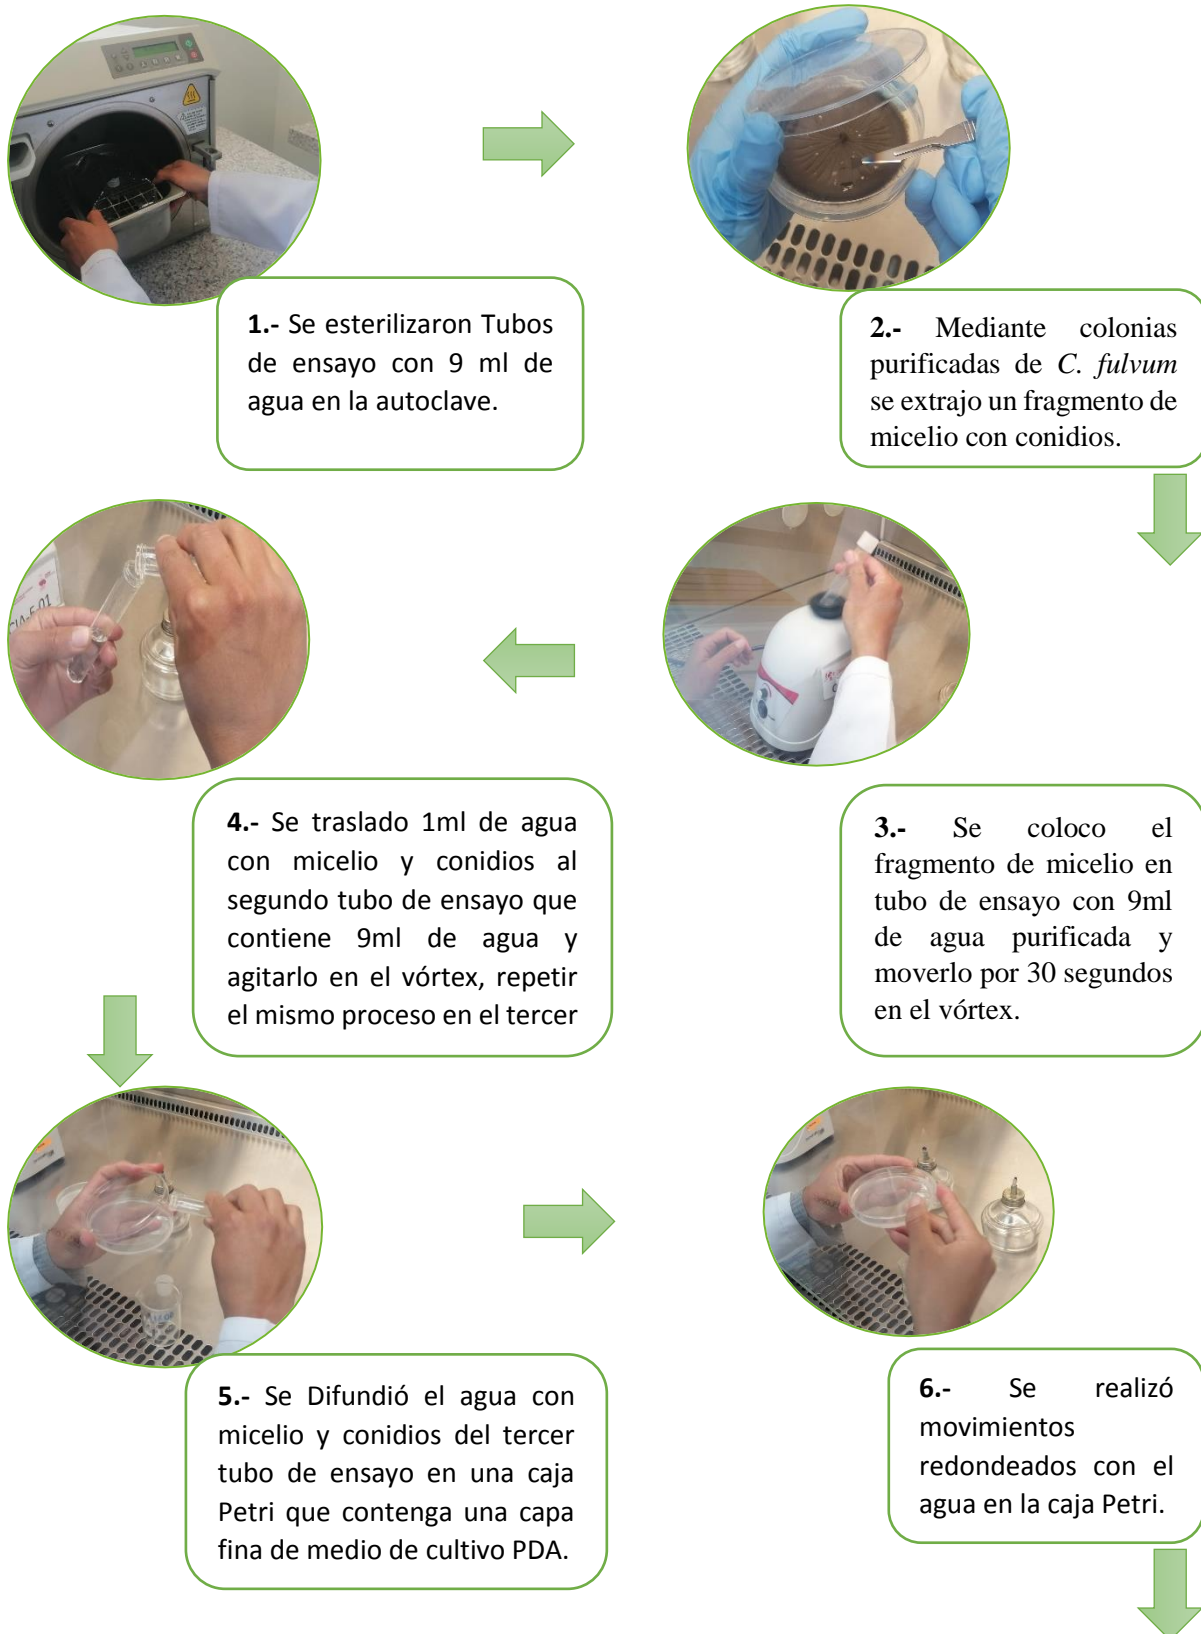 1.- Se esterilizaron Tubos
de ensayo con 9 ml de
agua en la autoclave.
2.- Mediante colonias
purificadas de C. fulvum
se extrajo un fragmento de
micelio con conidios.
3.- Se coloco el
fragmento de micelio en
tubo de ensayo con 9ml
de agua purificada y
moverlo por 30 segundos
en el vórtex.
4.- Se traslado 1ml de agua
con micelio y conidios al
segundo tubo de ensayo que
contiene 9ml de agua y
agitarlo en el vórtex, repetir
el mismo proceso en el tercer
5.- Se Difundió el agua con
micelio y conidios del tercer
tubo de ensayo en una caja
Petri que contenga una capa
fina de medio de cultivo PDA.
6.- Se realizó
movimientos
redondeados con el
agua en la caja Petri.